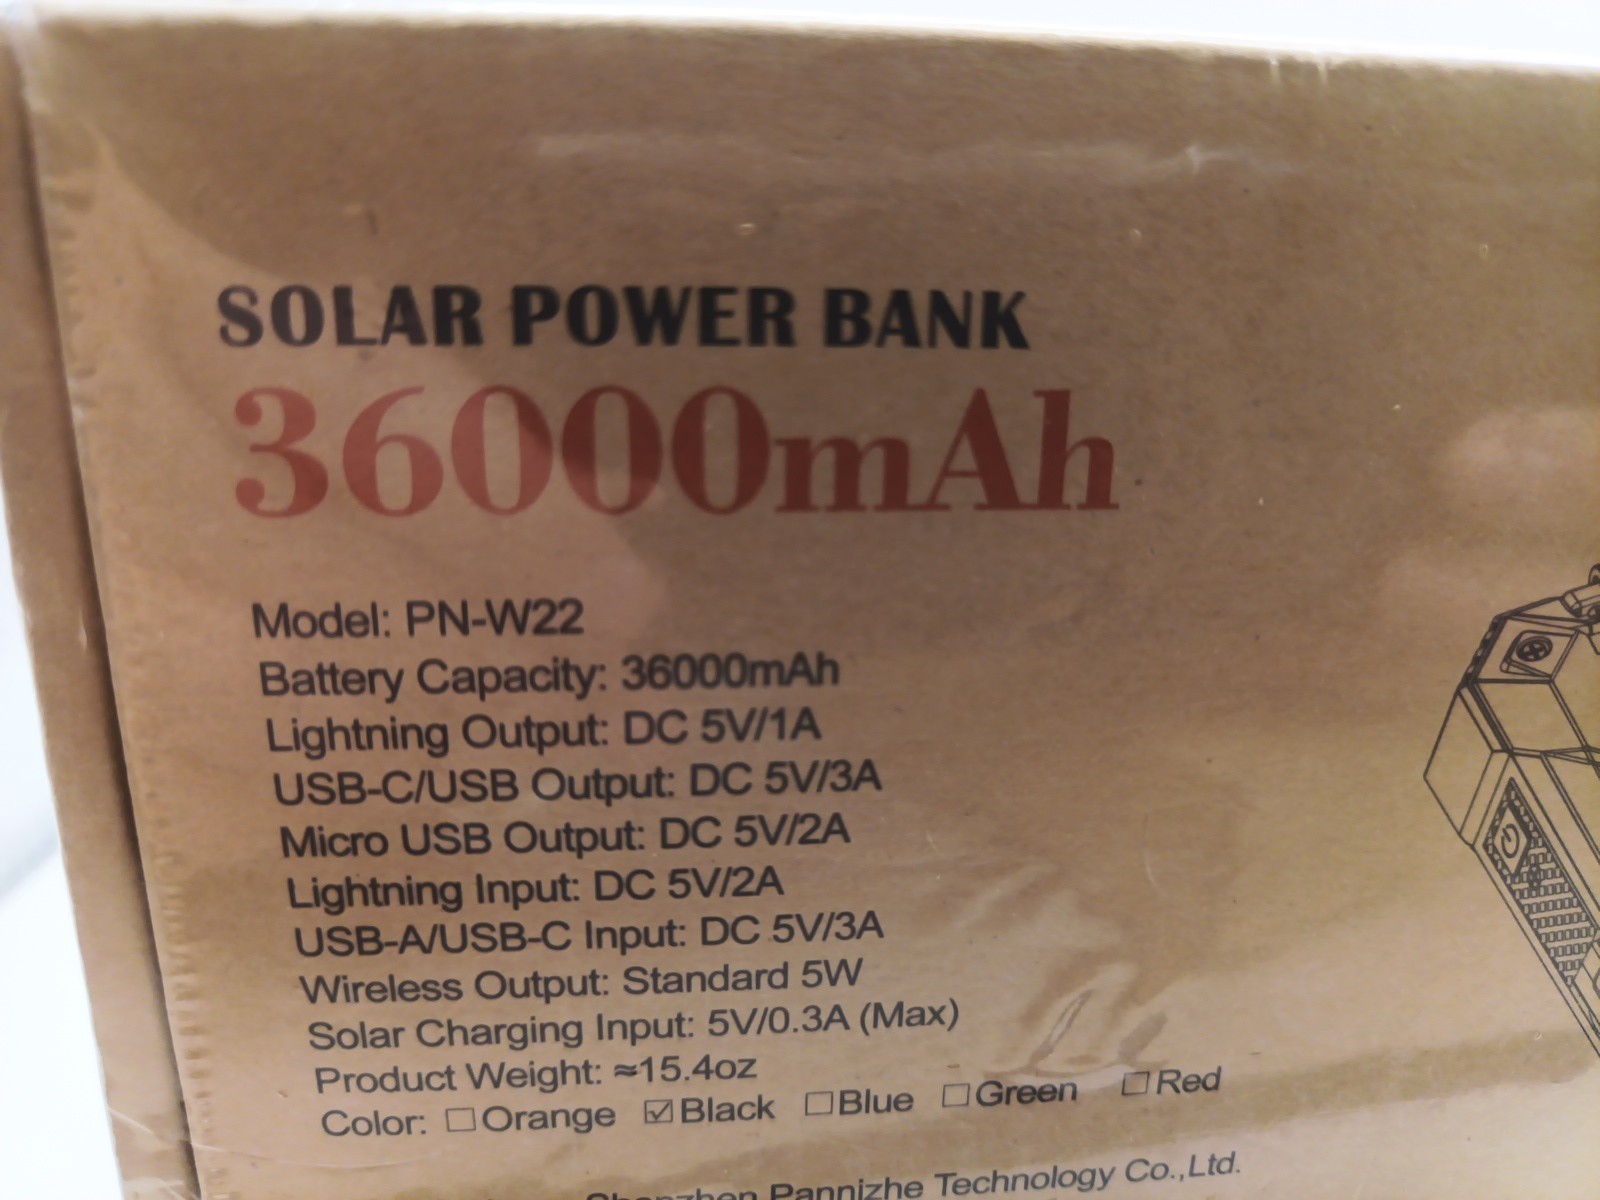 SOLAR POWER BANK
36000mAh
Model: PN-W22
Battery Capacity: 36000mAh
Lightning Output: DC 5V/1A
USB-C/USB Output: DC 5V/3A
Micro USB Output: DC 5V/2A
Lightning Input: DC 5V/2A
USB-A/USB-C Input: DC 5V/3A
Wireless Output: Standard 5W
Solar Charging Input: 5V/0.3A (Max)
Product Weight: ≈15.4oz
Color: ☐Orange ☑Black ☐Blue ☐Green ☐Red
Shenzhen Pannizhe Technology Co.,Ltd.